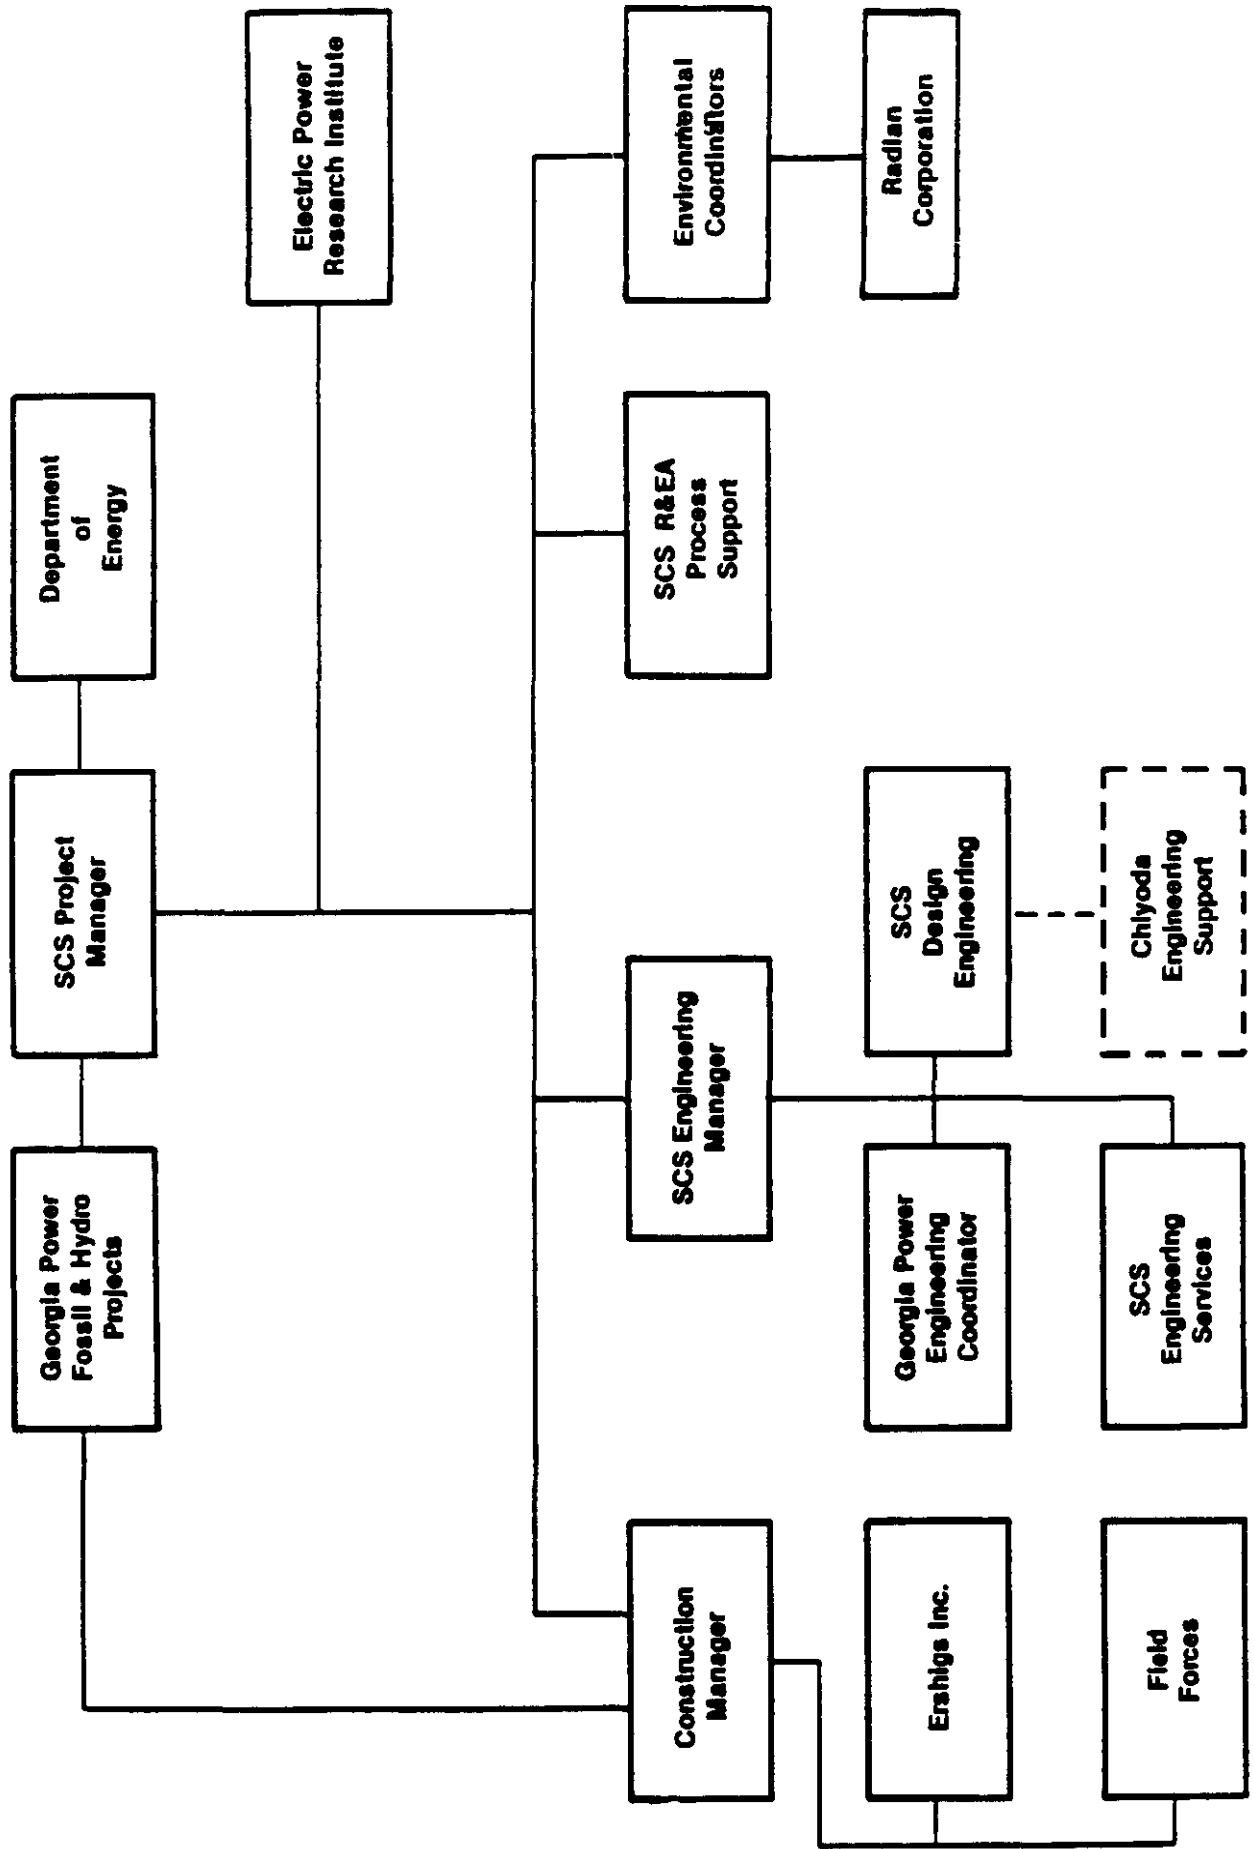 Georgia Power
Fossil & Hydro
Projects
SCS Project
Manager
Department
of
Energy
Electric Power
Research Institute
Construction
Manager
SCS Engineering
Manager
SCS R&EA
Process
Support
Environmental
Coordinators
Ershigs Inc.
Georgia Power
Engineering
Coordinator
SCS
Design
Engineering
Radian
Corporation
Field
Forces
SCS
Engineering
Services
Chiyoda
Engineering
Support